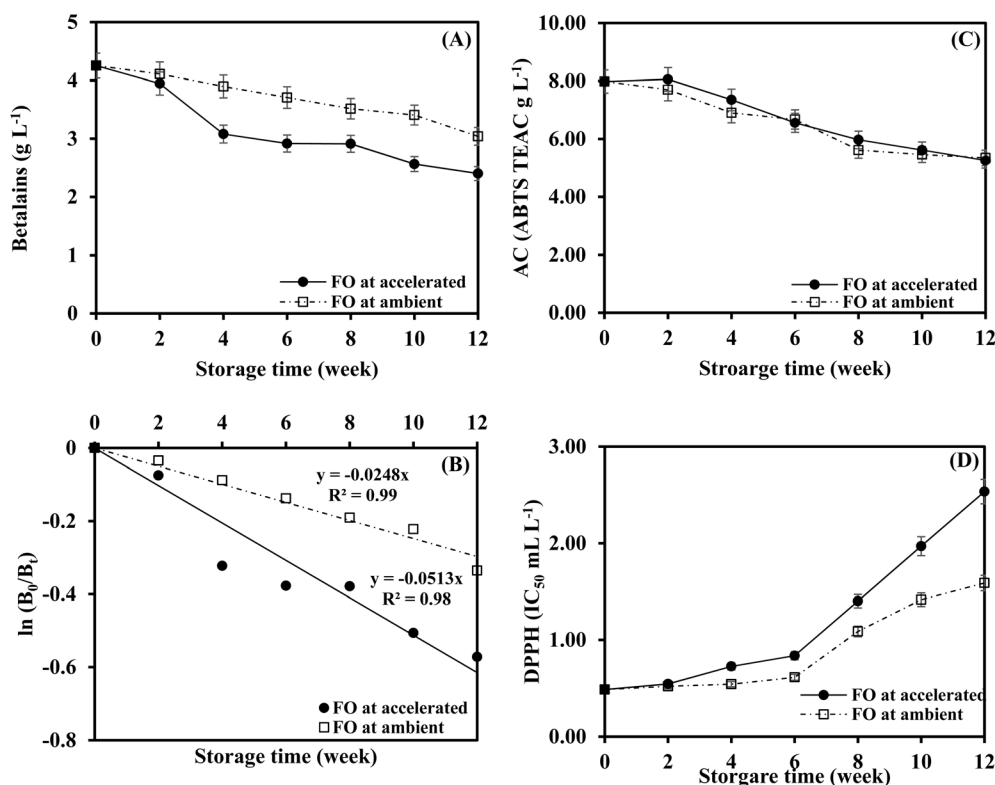 (A)
Betalains (g L⁻¹)
5
4
3
2
1
0
FO at accelerated
FO at ambient
0 2 4 6 8 10 12
Storage time (week)
(C)
AC (ABTS TEAC g L⁻¹)
10.00
8.00
6.00
4.00
2.00
0.00
FO at accelerated
FO at ambient
0 2 4 6 8 10 12
Stroarge time (week)
0 2 4 6 8 10 12
(B)
ln (B₀/Bₜ)
0
-0.2
-0.4
-0.6
-0.8
y = -0.0248x
R² = 0.99
y = -0.0513x
R² = 0.98
FO at accelerated
FO at ambient
Storage time (week)
(D)
DPPH (IC₅₀ mL L⁻¹)
3.00
2.00
1.00
0.00
FO at accelerated
FO at ambient
0 2 4 6 8 10 12
Storgare time (week)